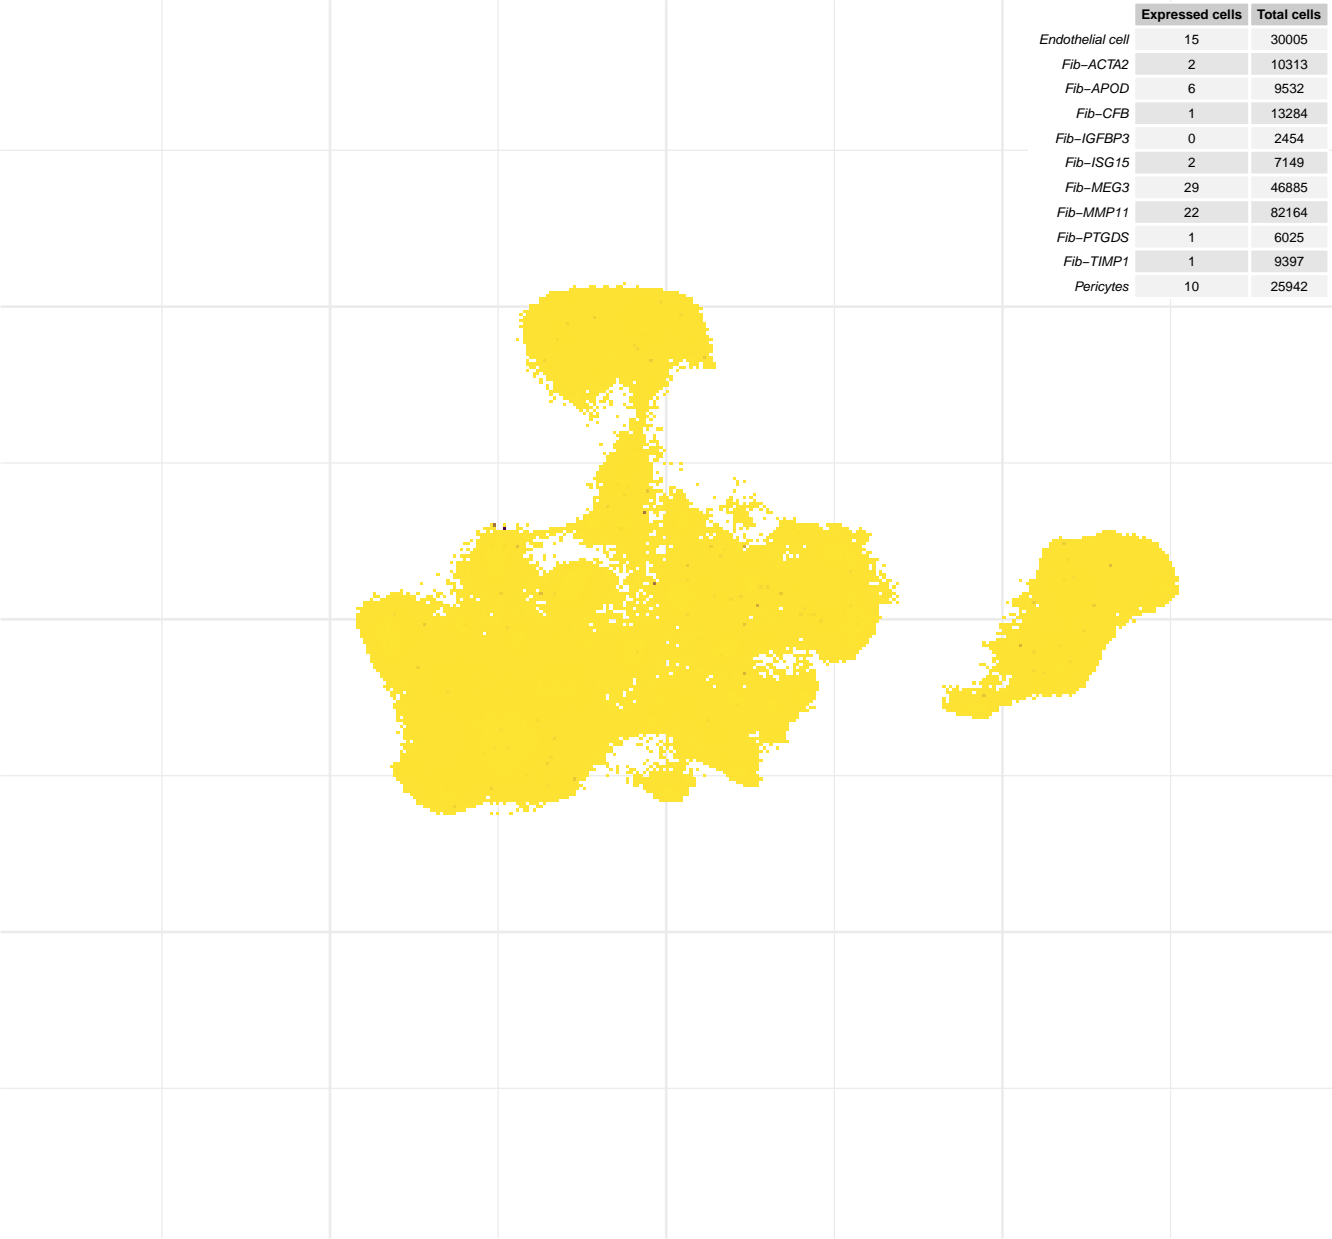 Expressed cells Total cells
Endothelial cell 15 30005
Fib−ACTA2 2 10313
Fib−APOD 6 9532
Fib−CFB 1 13284
Fib−IGFBP3 0 2454
Fib−ISG15 2 7149
Fib−MEG3 29 46885
Fib−MMP11 22 82164
Fib−PTGDS 1 6025
Fib−TIMP1 1 9397
Pericytes 10 25942